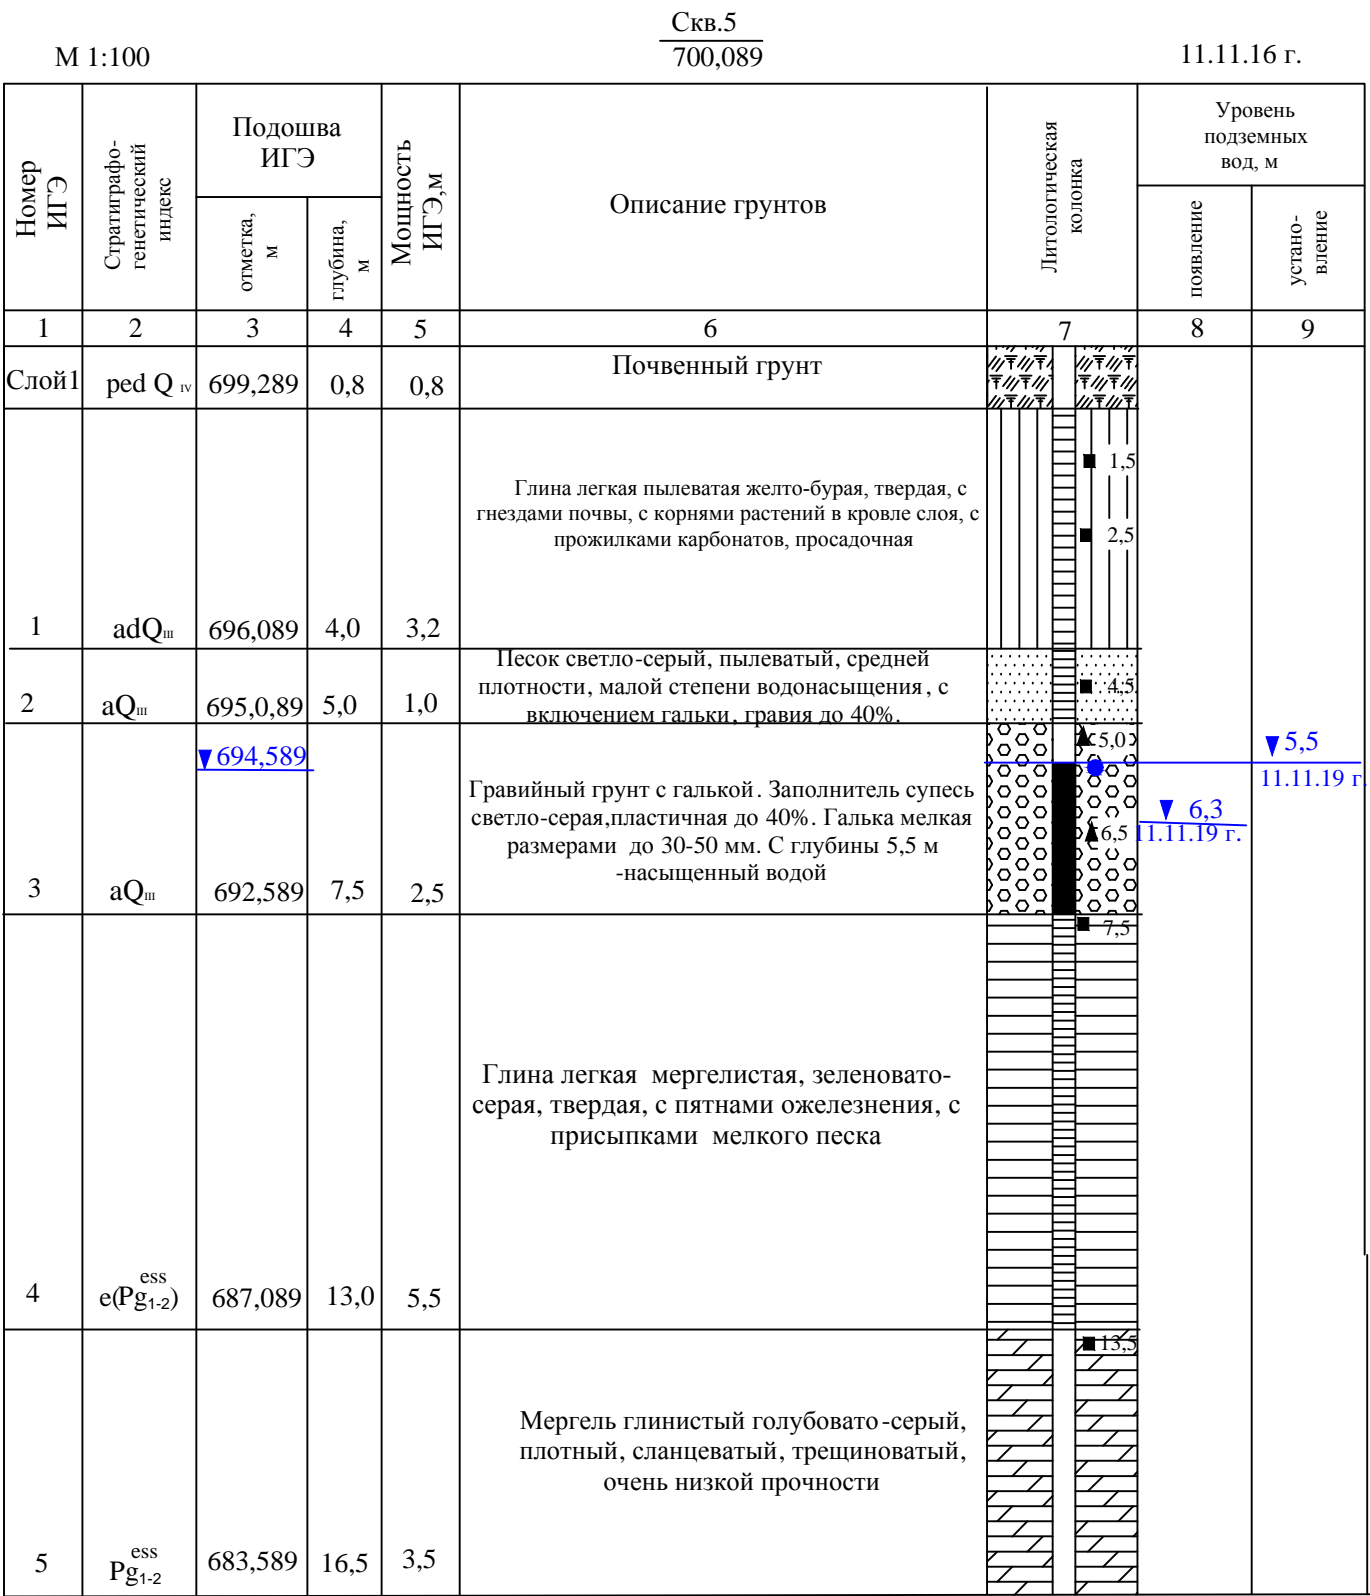 Скв.5
М 1:100
700,089
11.11.16 г.
Номер
ИГЭ
Стратиграфо-
генетический
индекс
Подошва
ИГЭ
отметка,
м
глубина,
м
Мощность
ИГЭ,м
Описание грунтов
Литологическая
колонка
Уровень
подземных
вод, м
появление
устано-
вление
1 2 3 4 5 6 7 8 9
Слой1 ped Q IV 699,289 0,8 0,8
Почвенный грунт
1,5
Глина легкая пылеватая желто-бурая, твердая, с
гнездами почвы, с корнями растений в кровле слоя, с
прожилками карбонатов, просадочная
2,5
1 adQIII 696,089 4,0 3,2
Песок светло-серый, пылеватый, средней
плотности, малой степени водонасыщения, с
включением гальки, гравия до 40%.
4,5
2 aQIII 695,0,89 5,0 1,0
5,0
694,589
5,5
11.11.19 г.
Гравийный грунт с галькой. Заполнитель супесь
светло-серая,пластичная до 40%. Галька мелкая
размерами до 30-50 мм. С глубины 5,5 м
-насыщенный водой
6,3
11.11.19 г.
6,5
3 aQIII 692,589 7,5 2,5
7,5
Глина легкая мергелистая, зеленовато-
серая, твердая, с пятнами ожелезнения, с
присыпками мелкого песка
4 e(Pg1-2) ess 687,089 13,0 5,5
13,5
Мергель глинистый голубовато-серый,
плотный, сланцеватый, трещиноватый,
очень низкой прочности
5 Pg1-2 ess 683,589 16,5 3,5